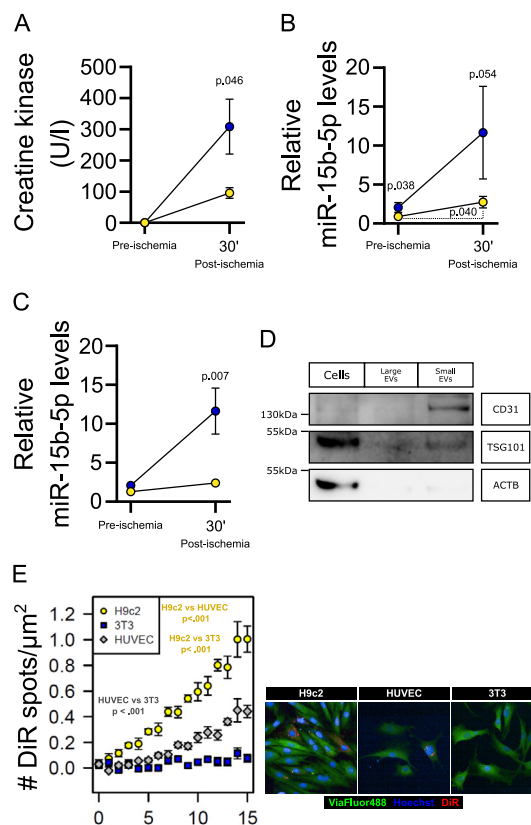 A
Creatine kinase
(U/l)
500
400
300
200
100
0
p.046
Pre-ischemia
30'
Post-ischemia
B
Relative
miR-15b-5p levels
20
15
10
5
0
p.054
p.038
p.040
Pre-ischemia
30'
Post-ischemia
C
Relative
miR-15b-5p levels
20
15
10
5
0
p.007
Pre-ischemia
30'
Post-ischemia
D
Cells
Large
EVs
Small
EVs
130kDa
CD31
55kDa
TSG101
55kDa
ACTB
E
# DiR spots/µm²
1.2
1.0
0.8
0.6
0.4
0.2
0.0
H9c2
3T3
HUVEC
H9c2 vs HUVEC
p<.001
H9c2 vs 3T3
p <.001
HUVEC vs 3T3
p < .001
0 5 10 15
H9c2
HUVEC
3T3
ViaFluor488 Hoechst DiR